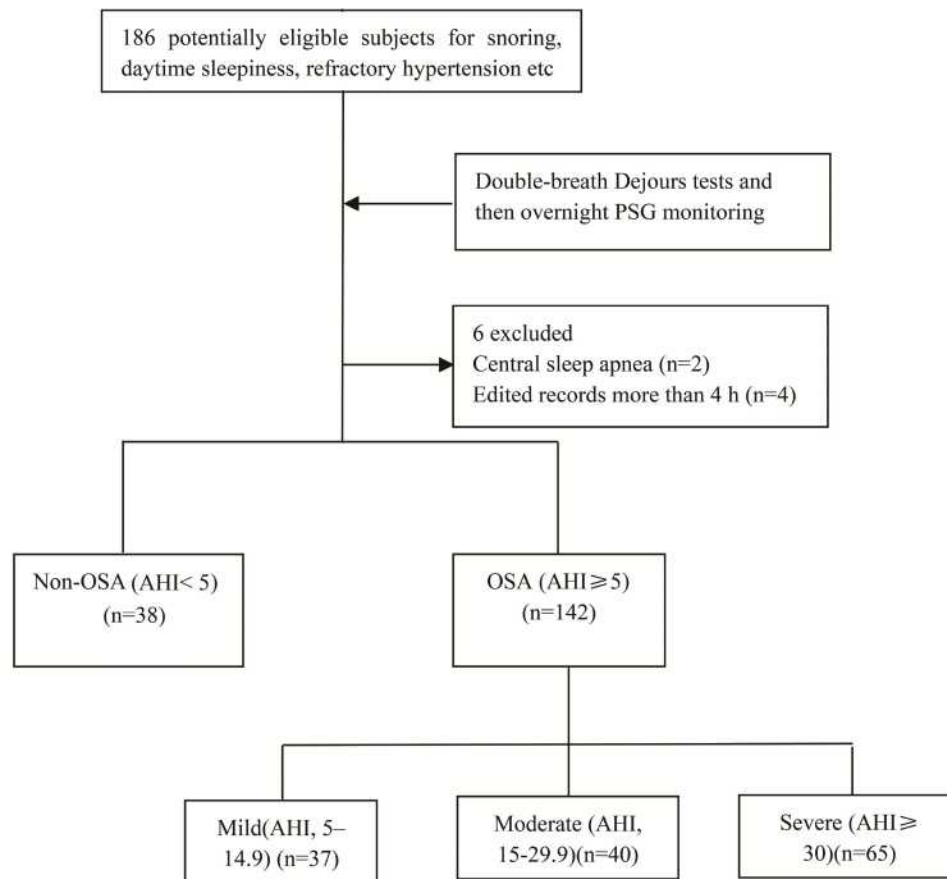 186 potentially eligible subjects for snoring,
daytime sleepiness, refractory hypertension etc
Double-breath Dejours tests and
then overnight PSG monitoring
6 excluded
Central sleep apnea (n=2)
Edited records more than 4 h (n=4)
Non-OSA (AHI< 5)
(n=38)
OSA (AHI≥5)
(n=142)
Mild(AHI, 5–
14.9) (n=37)
Moderate (AHI,
15-29.9)(n=40)
Severe (AHI≥
30)(n=65)